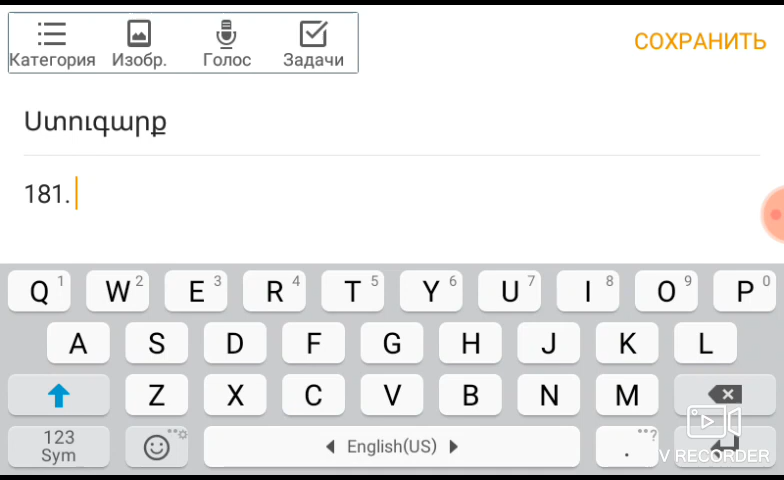 Категория Изобр. Голос Задачи
СОХРАНИТЬ
Ստուգարք
181.
Q 1 W 2 E 3 R 4 T 5 Y 6 U 7 I 8 O 9 P 0
A S D F G H J K L
Z X C V B N M
123 Sym English(US) . ?
V RECORDER